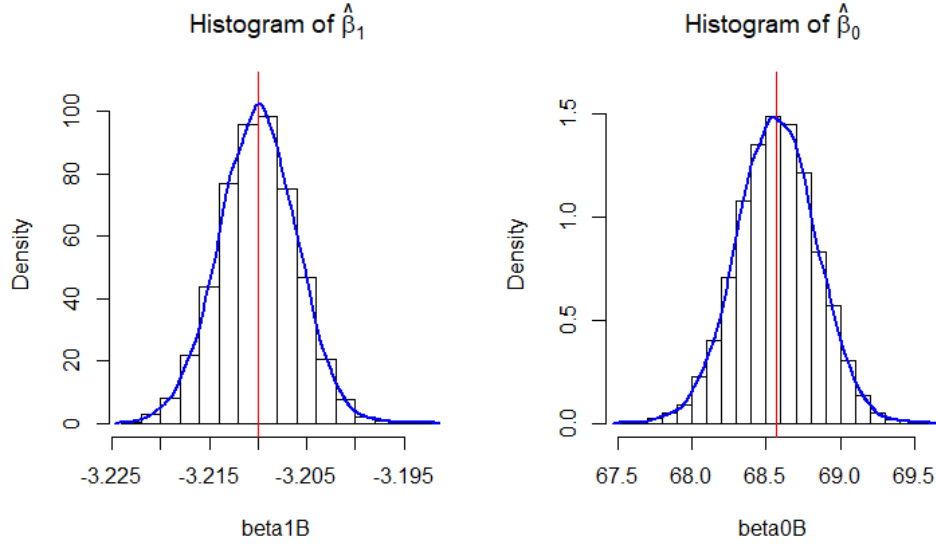 Histogram of β̂₁
Density
0 20 40 60 80 100
-3.225 -3.215 -3.205 -3.195
beta1B
Histogram of β̂₀
Density
0.0 0.5 1.0 1.5
67.5 68.0 68.5 69.0 69.5
beta0B